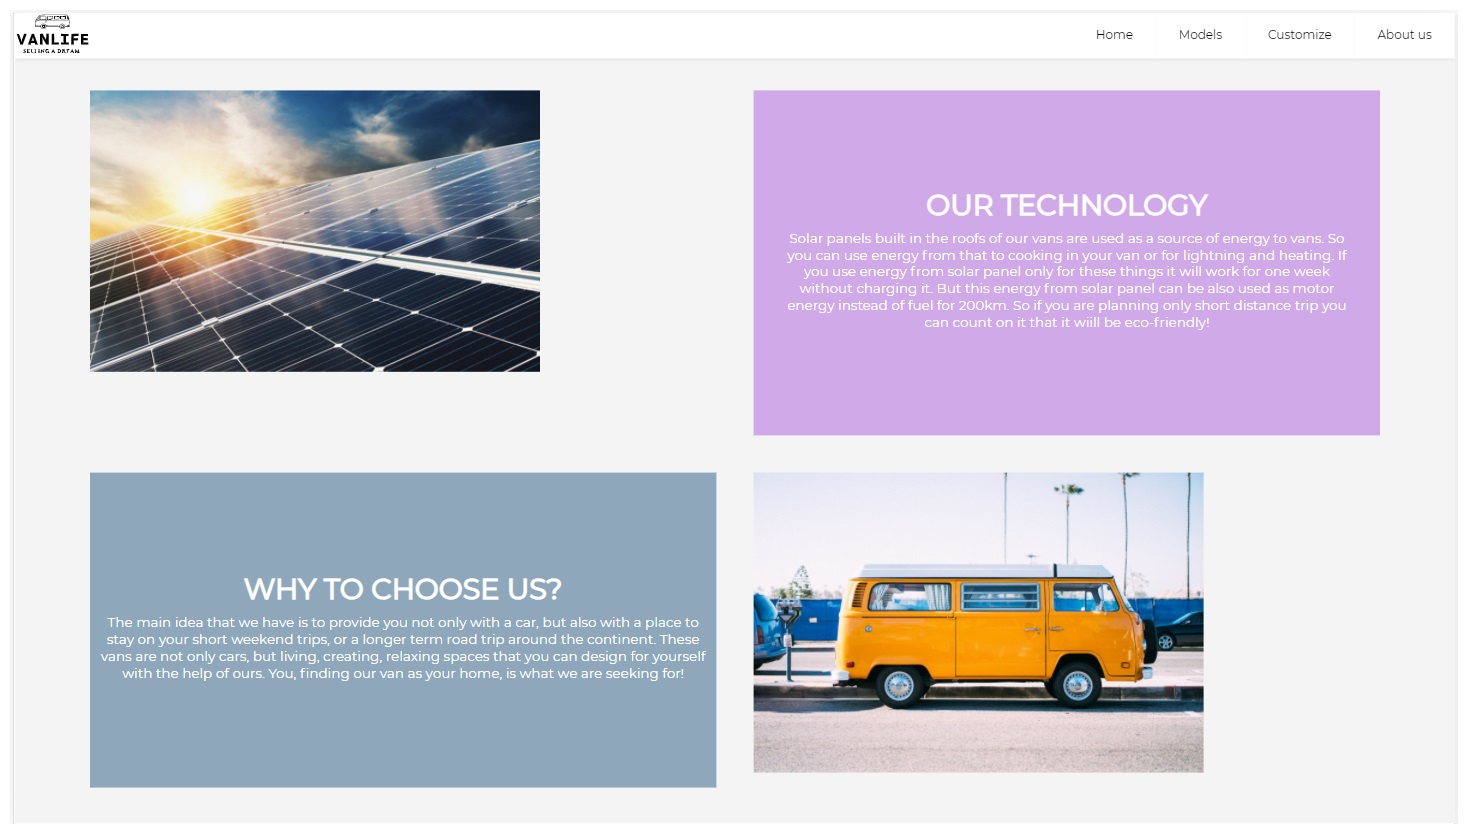 VANLIFE
SELLING A DREAM
Home
Models
Customize
About us
OUR TECHNOLOGY
Solar panels built in the roofs of our vans are used as a source of energy to vans. So
you can use energy from that to cooking in your van or for lightning and heating. If
you use energy from solar panel only for these things it will work for one week
without charging it. But this energy from solar panel can be also used as motor
energy instead of fuel for 200km. So if you are planning only short distance trip you
can count on it that it wiill be eco-friendly!
WHY TO CHOOSE US?
The main idea that we have is to provide you not only with a car, but also with a place to
stay on your short weekend trips, or a longer term road trip around the continent. These
vans are not only cars, but living, creating, relaxing spaces that you can design for yourself
with the help of ours. You, finding our van as your home, is what we are seeking for!